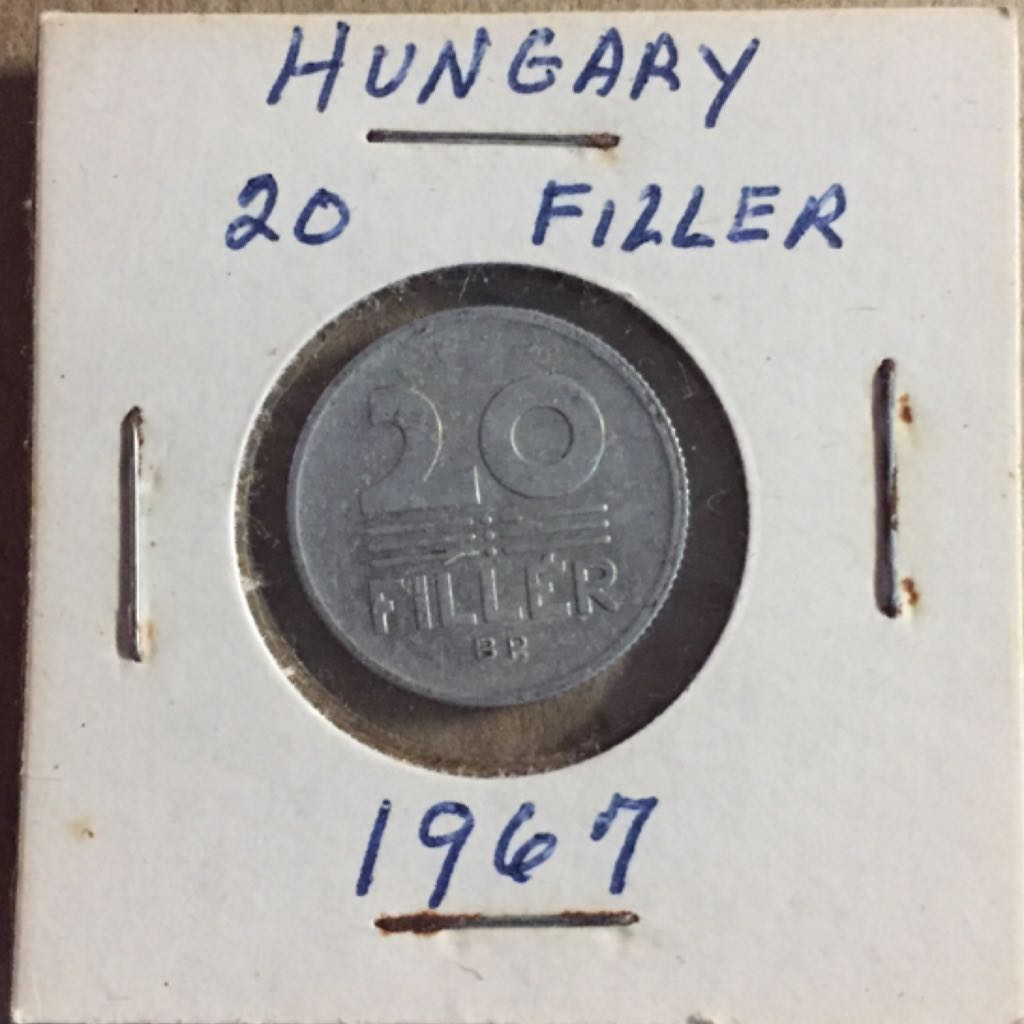 HUNGARY
20 FILLER
20
FILLÉR
BP.
1967